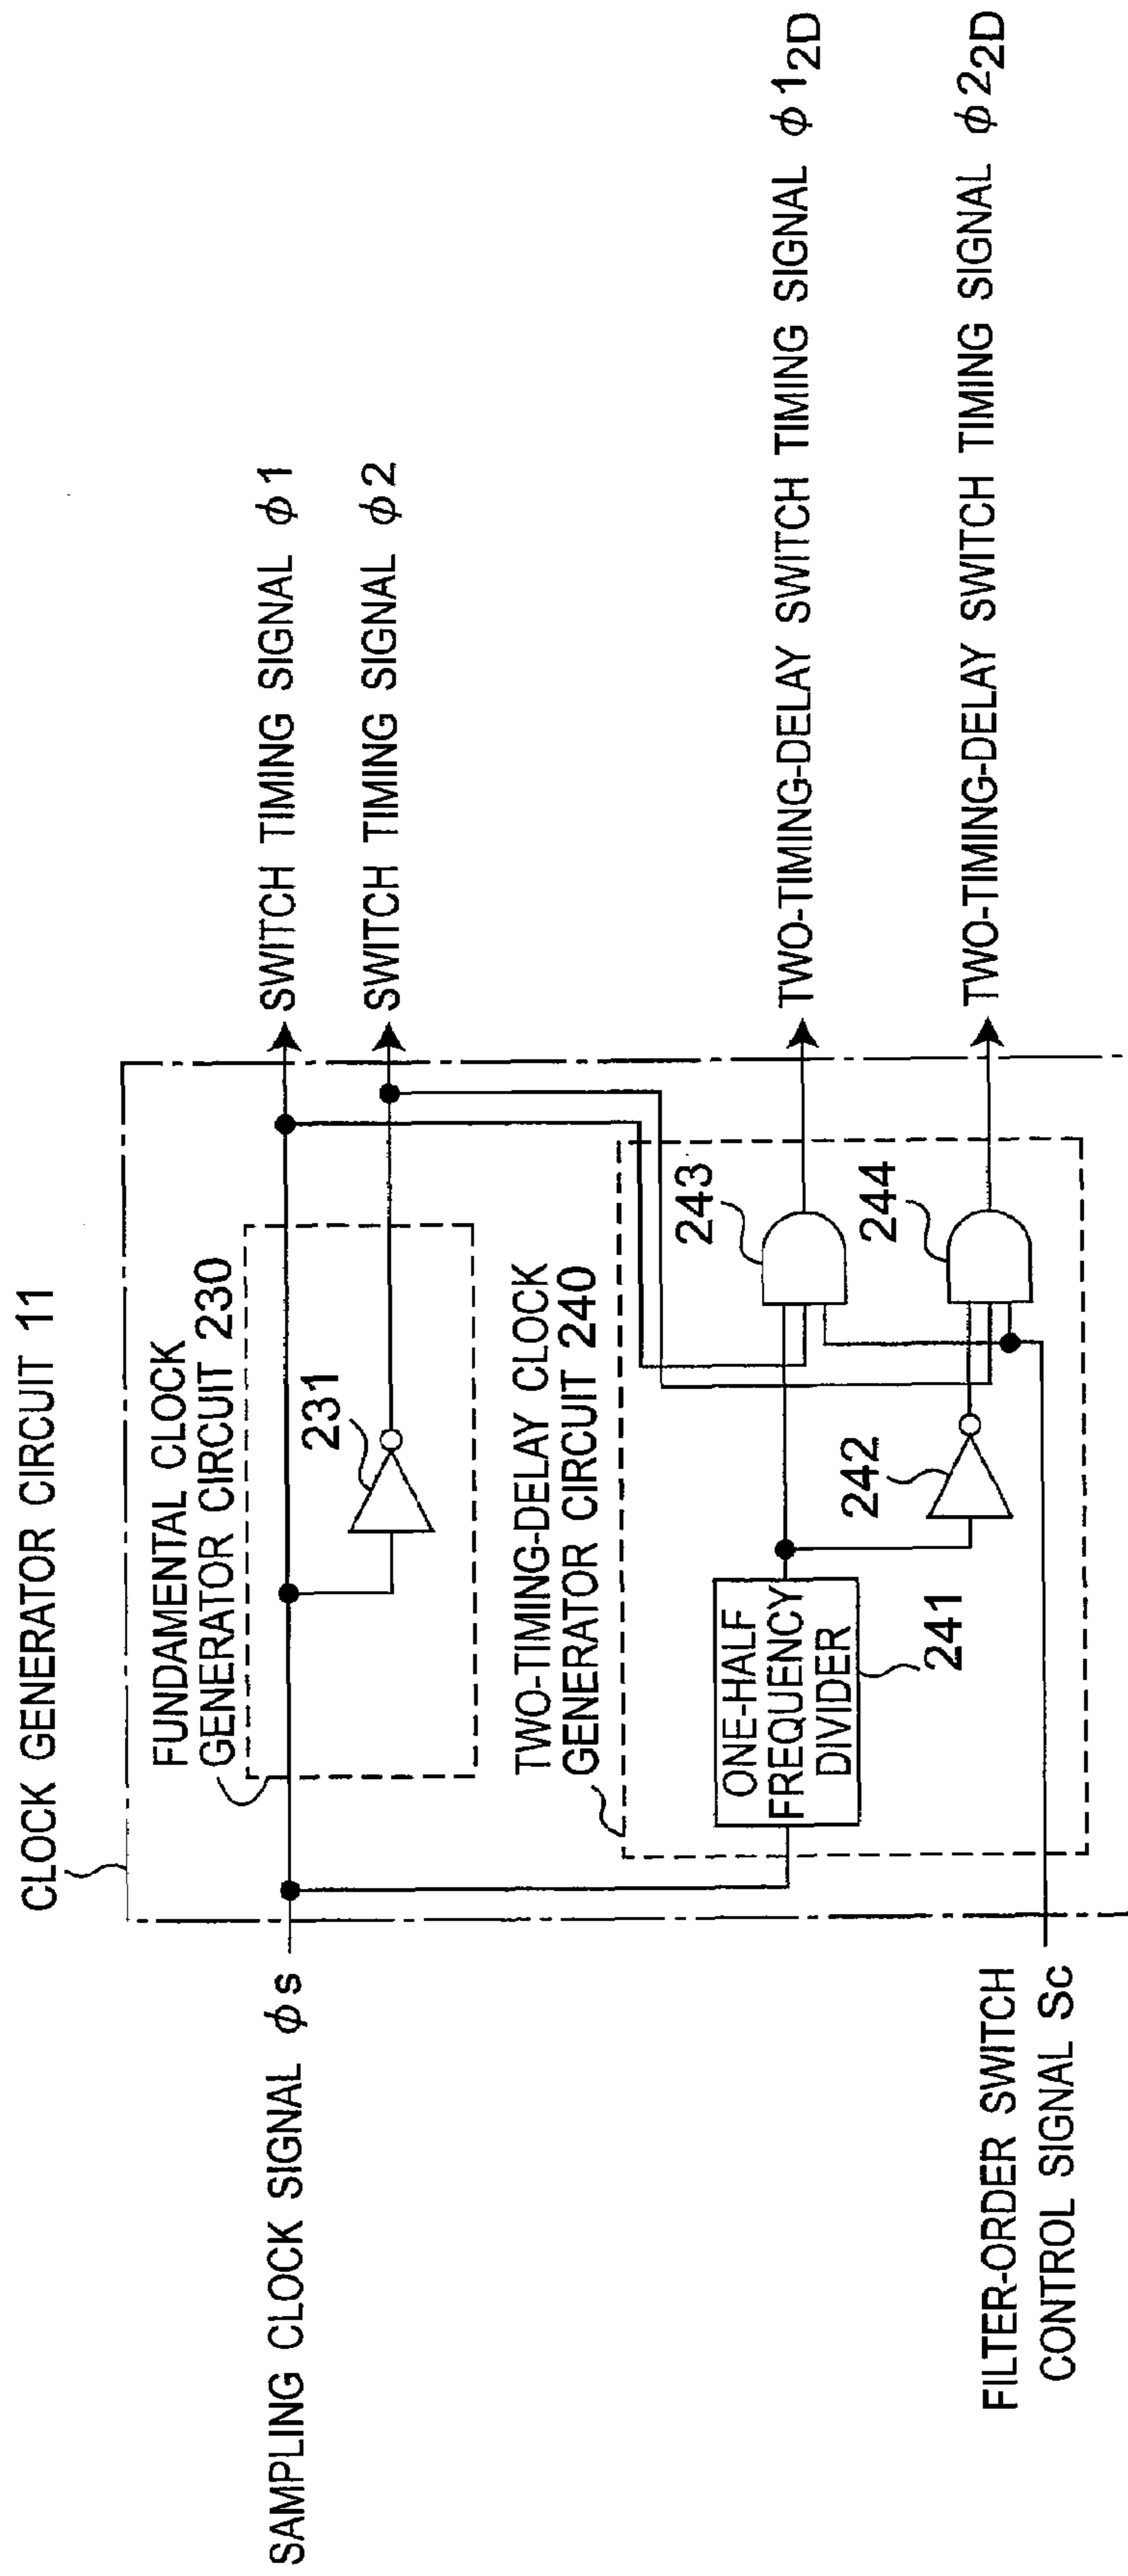 CLOCK GENERATOR CIRCUIT 11
SAMPLING CLOCK SIGNAL ϕs
FUNDAMENTAL CLOCK
GENERATOR CIRCUIT 230
231
SWITCH TIMING SIGNAL ϕ1
SWITCH TIMING SIGNAL ϕ2
TWO-TIMING-DELAY CLOCK
GENERATOR CIRCUIT 240
ONE-HALF
FREQUENCY
DIVIDER
241
242
243
244
TWO-TIMING-DELAY SWITCH TIMING SIGNAL ϕ12D
TWO-TIMING-DELAY SWITCH TIMING SIGNAL ϕ22D
FILTER-ORDER SWITCH
CONTROL SIGNAL Sc